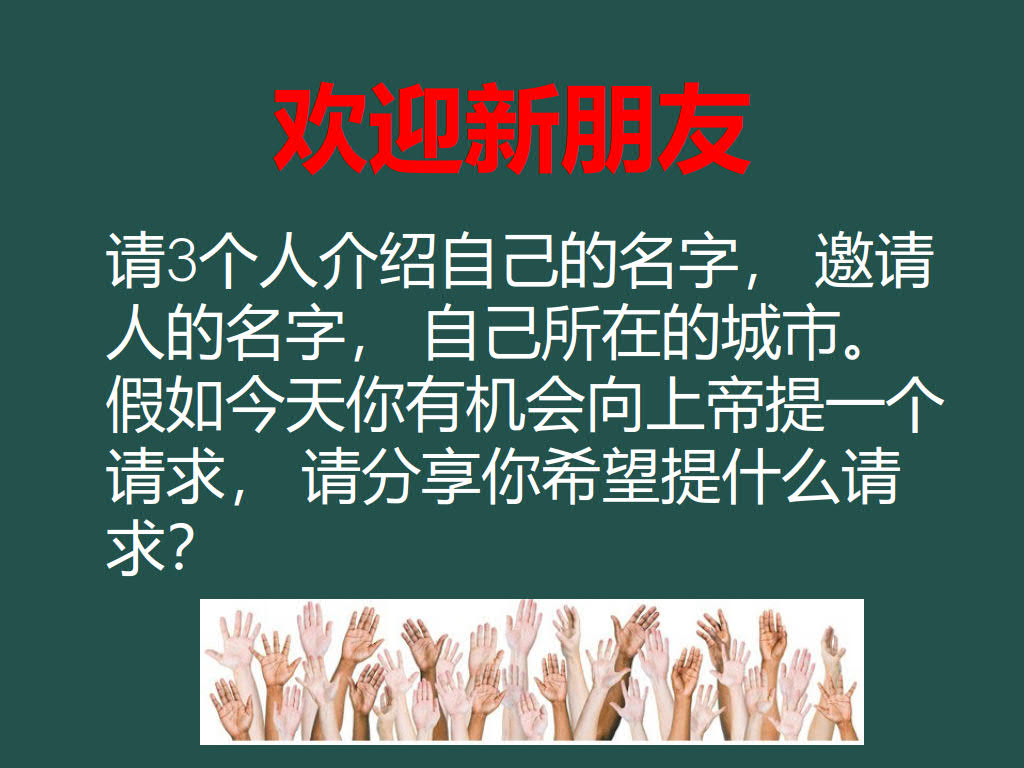 欢迎新朋友
请3个人介绍自己的名字， 邀请
人的名字， 自己所在的城市。
假如今天你有机会向上帝提一个
请求， 请分享你希望提什么请
求?